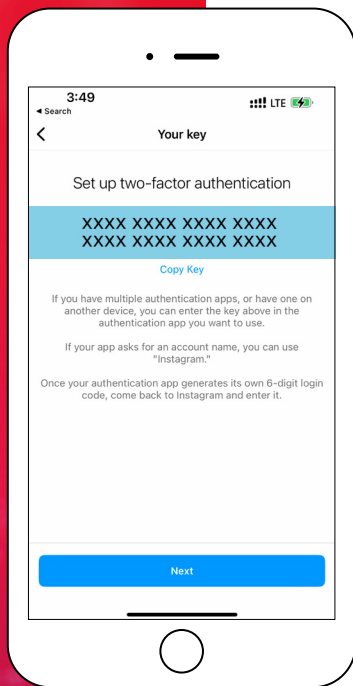 3:49
LTE
◄ Search
Your key
Set up two-factor authentication
XXXX XXXX XXXX XXXX
XXXX XXXX XXXX XXXX
Copy Key
If you have multiple authentication apps, or have one on
another device, you can enter the key above in the
authentication app you want to use.
If your app asks for an account name, you can use
"Instagram."
Once your authentication app generates its own 6-digit login
code, come back to Instagram and enter it.
Next